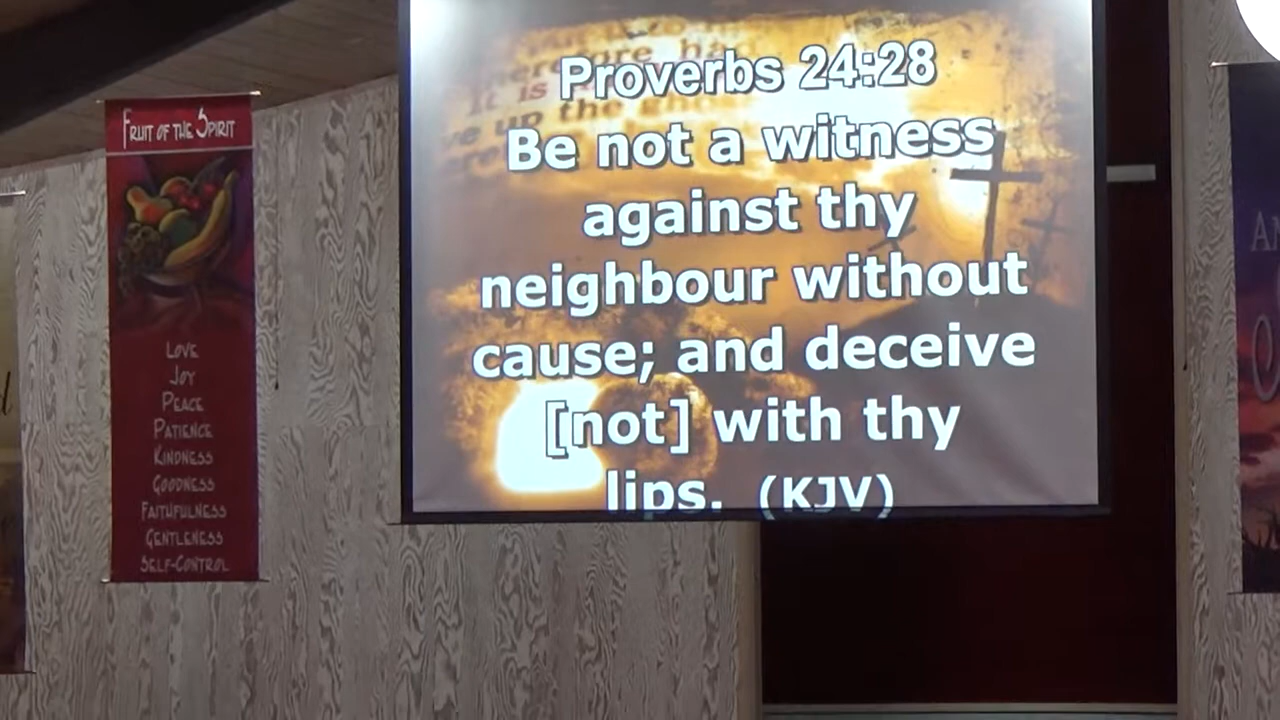 FRUIT OF THE SPIRIT
LOVE
JOY
PEACE
PATIENCE
KINDNESS
GOODNESS
FAITHFULNESS
GENTLENESS
SELF-CONTROL
Proverbs 24:28
Be not a witness
against thy
neighbour without
cause; and deceive
[not] with thy
lips. (KJV)